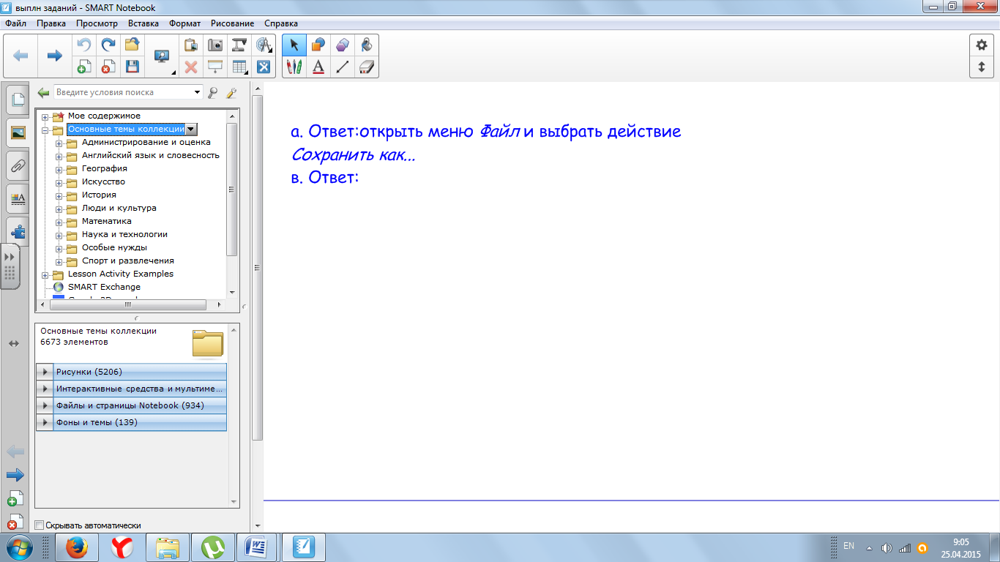 выплн заданий - SMART Notebook
Файл Правка Просмотр Вставка Формат Рисование Справка
Введите условия поиска
Мое содержимое
Основные темы коллекции
Администрирование и оценка
Английский язык и словесность
География
Искусство
История
Люди и культура
Математика
Наука и технологии
Особые нужды
Спорт и развлечения
Lesson Activity Examples
SMART Exchange
Основные темы коллекции
6673 элементов
Рисунки (5206)
Интерактивные средства и мультиме...
Файлы и страницы Notebook (934)
Фоны и темы (139)
Скрывать автоматически
а. Ответ:открыть меню Файл и выбрать действие
Сохранить как...
в. Ответ:
EN
9:05
25.04.2015